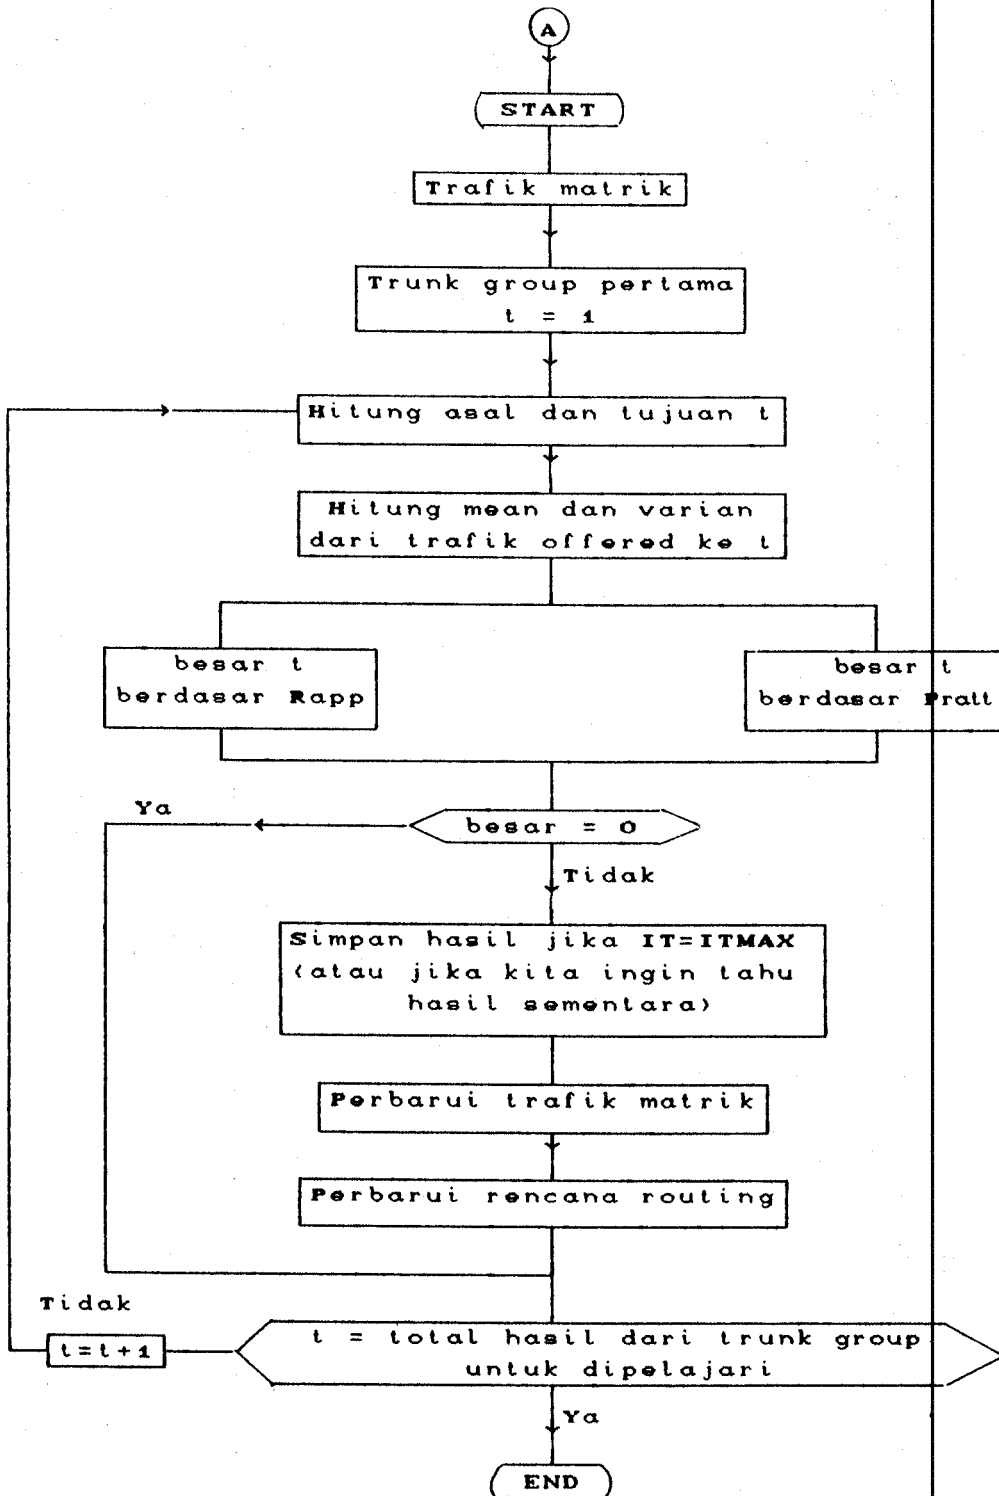 A
START
Trafik matrik
Trunk group pertama
t = 1
Hitung asal dan tujuan t
Hitung mean dan varian
dari trafik offered ke t
besar t
berdasar Rapp
besar t
berdasar Pratt
Ya
besar = 0
Tidak
Simpan hasil jika IT=ITMAX
(atau jika kita ingin tahu
hasil sementara)
Perbarui trafik matrik
Perbarui rencana routing
Tidak
t=t+1
t = total hasil dari trunk group
untuk dipelajari
Ya
END